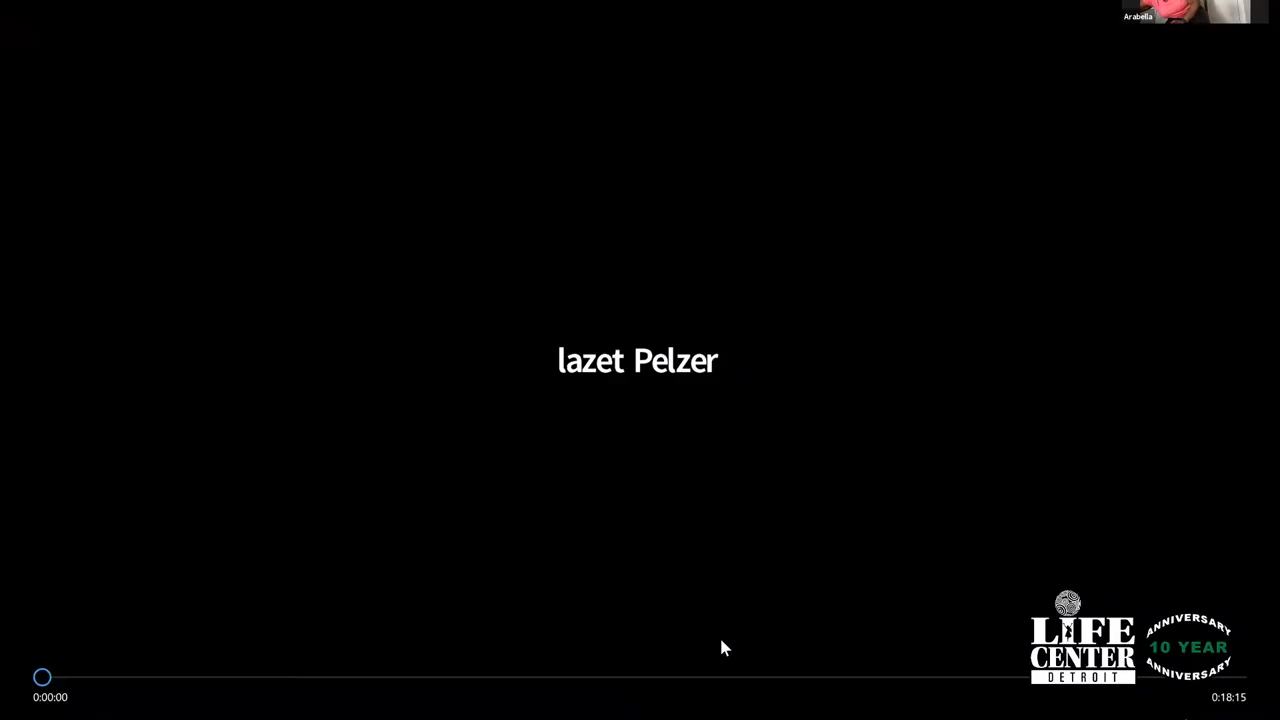 Arabella
lazet Pelzer
LIFE
CENTER
DETROIT
ANNIVERSARY
10 YEAR
ANNIVERSARY
0:00:00
0:18:15